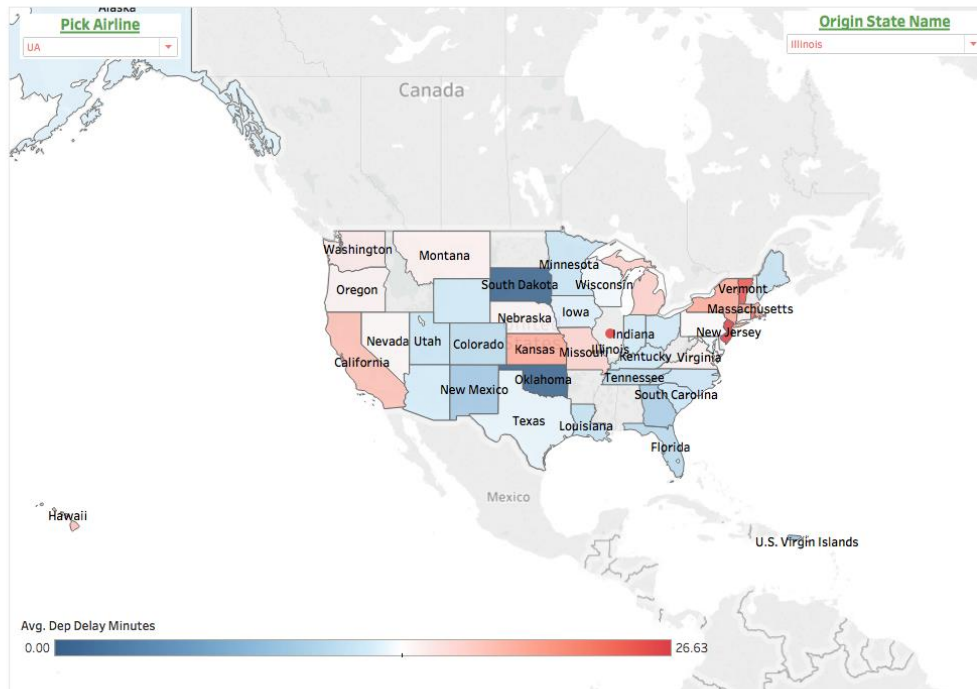 Alaska
Pick Airline
UA
Origin State Name
Illinois
Canada
Washington
Montana
Minnesota
Oregon
South Dakota
Wisconsin
Vermont
Massachusetts
Nebraska
Iowa
Nevada
Utah
Colorado
Kansas
Missouri
Illinois
Indiana
New Jersey
California
Kentucky
Virginia
Oklahoma
Tennessee
New Mexico
South Carolina
Texas
Louisiana
Florida
Mexico
Hawaii
U.S. Virgin Islands
Avg. Dep Delay Minutes
0.00
26.63